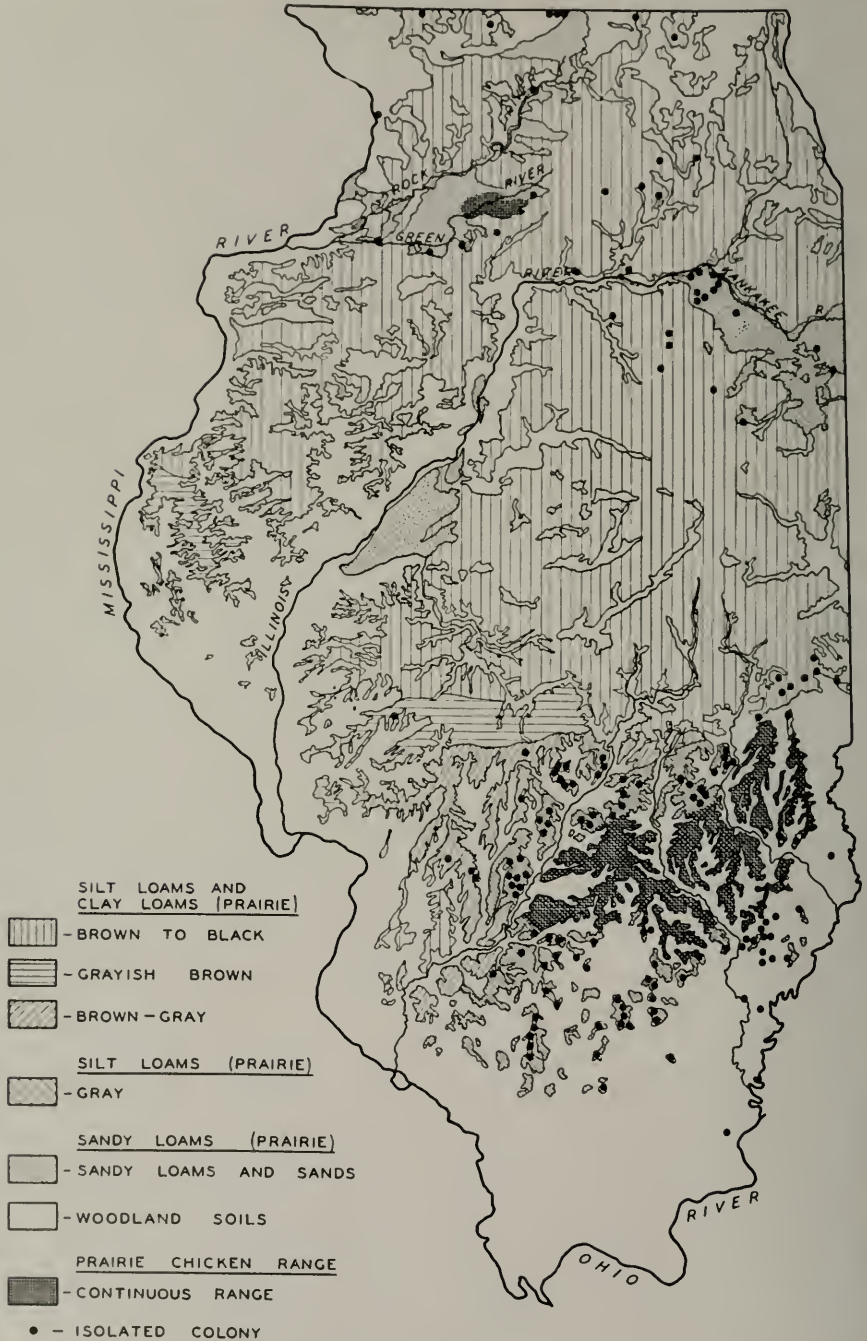 ROCK
RIVER
RIVER
GREEN
RIVER
KANKAKEE
R
MISSISSIPPI
ILLINOIS
SILT LOAMS AND
CLAY LOAMS (PRAIRIE)
- BROWN TO BLACK
- GRAYISH BROWN
- BROWN-GRAY
SILT LOAMS (PRAIRIE)
- GRAY
SANDY LOAMS (PRAIRIE)
- SANDY LOAMS AND SANDS
- WOODLAND SOILS
PRAIRIE CHICKEN RANGE
- CONTINUOUS RANGE
• - ISOLATED COLONY
OHIO
RIVER